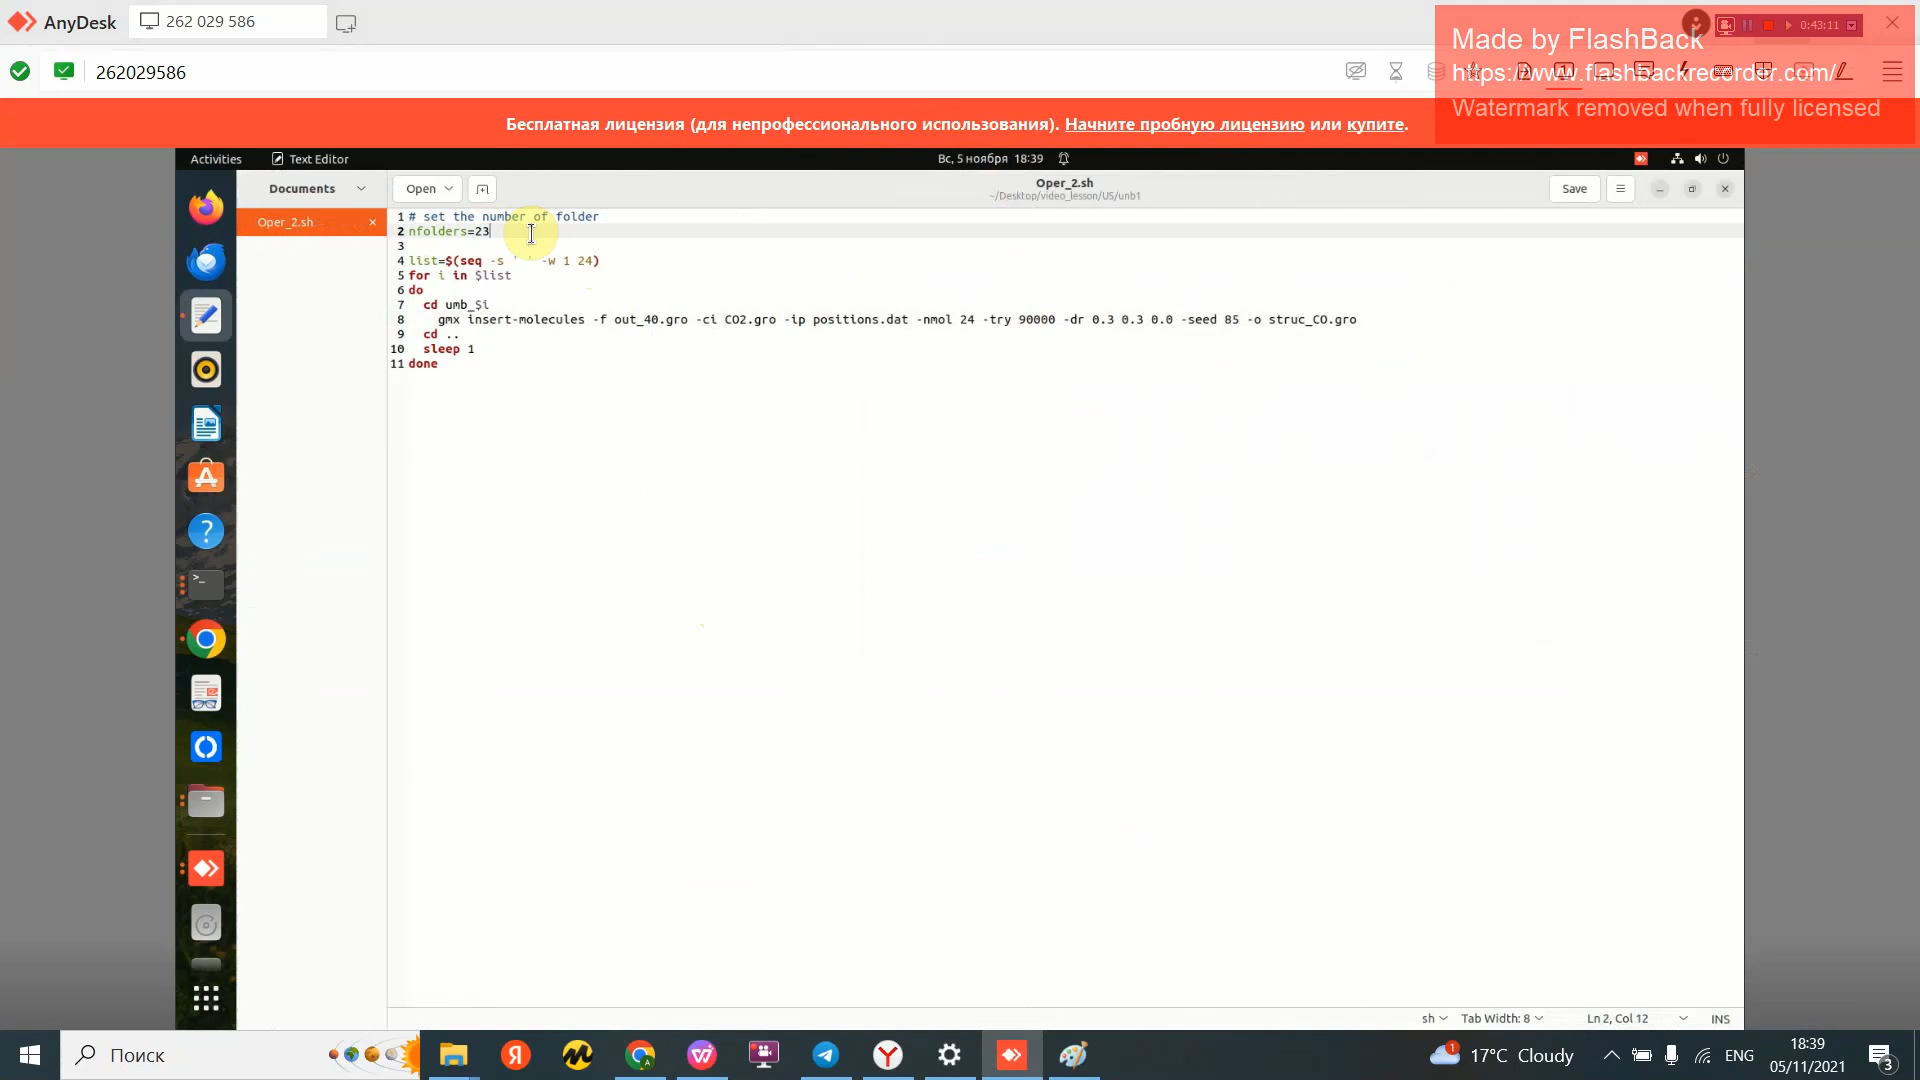 AnyDesk
262 029 586
0:43:11
Made by FlashBack
262029586
https://www.flashbackrecorder.com/
Watermark removed when fully licensed
Бесплатная лицензия (для непрофессионального использования). Начните пробную лицензию или купите.
Activities
Text Editor
Вс, 5 ноября 18:39
Documents
Open
Oper_2.sh
~/Desktop/video_lesson/US/unb1
Save
Oper_2.sh
1 # set the number of folder
2 nfolders=23
3
4 list=$(seq -s ' ' -w 1 24)
5 for i in $list
6 do
7 cd umb_$i
8 gmx insert-molecules -f out_40.gro -ci CO2.gro -ip positions.dat -nmol 24 -try 90000 -dr 0.3 0.3 0.0 -seed 85 -o struc_CO.gro
9 cd ..
10 sleep 1
11 done
sh
Tab Width: 8
Ln 2, Col 12
INS
Поиск
17°C Cloudy
ENG
18:39
05/11/2021
3